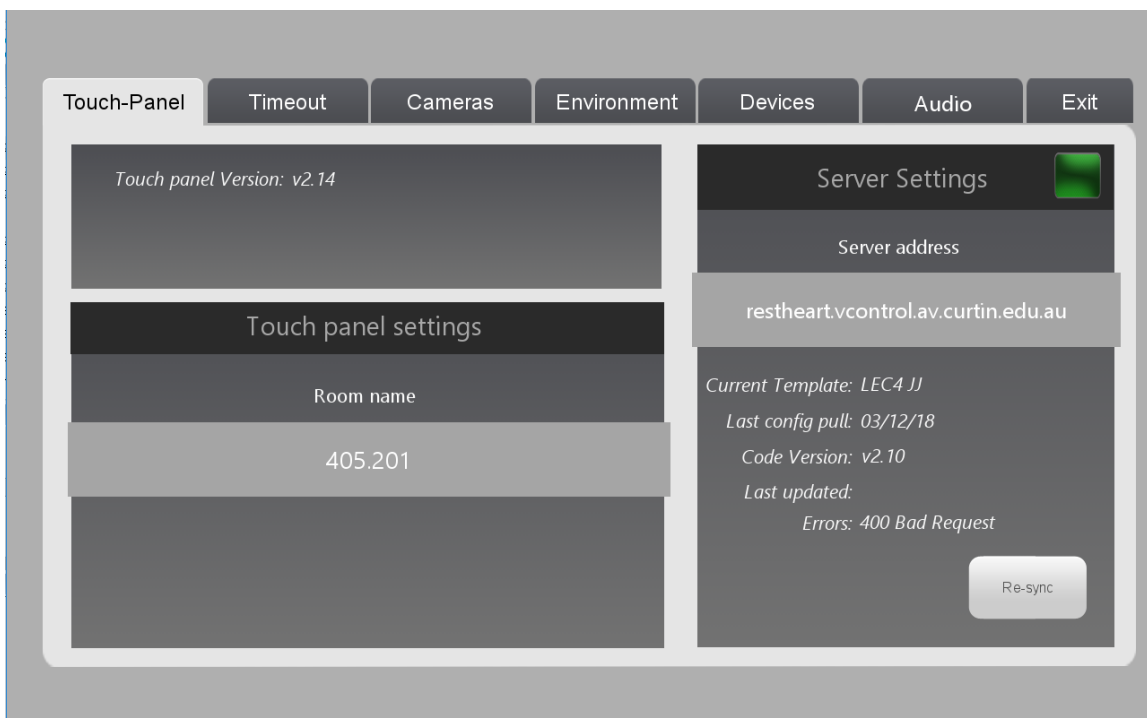 Touch-Panel Timeout Cameras Environment Devices Audio Exit
Touch panel Version: v2.14
Touch panel settings
Room name
405.201
Server Settings
Server address
restheart.vcontrol.av.curtin.edu.au
Current Template: LEC4 JJ
Last config pull: 03/12/18
Code Version: v2.10
Last updated:
Errors: 400 Bad Request
Re-sync